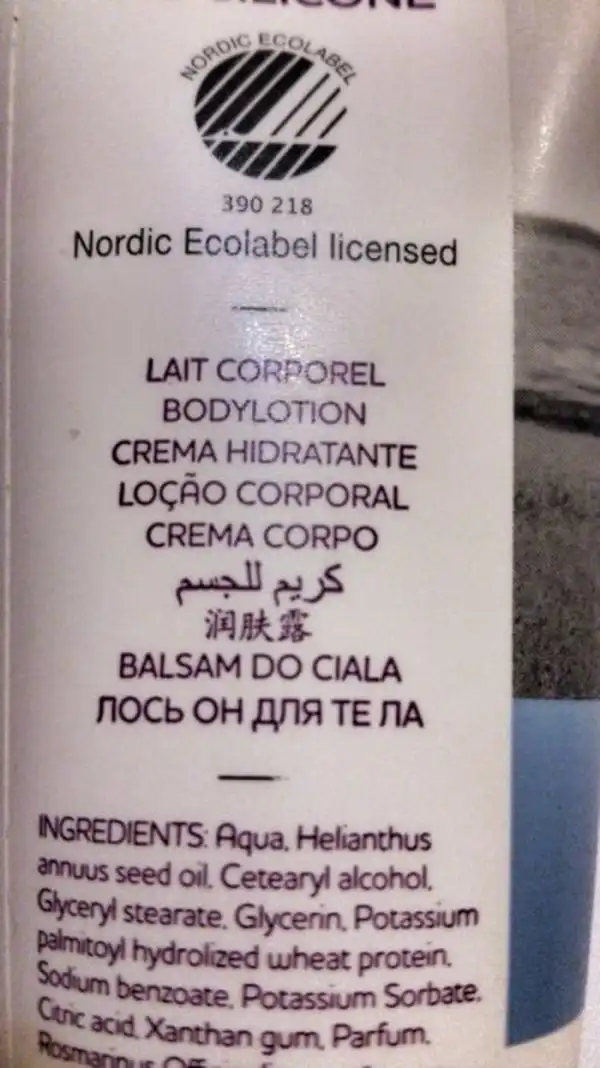 SILICONE
NORDIC ECOLABEL
390 218
Nordic Ecolabel licensed
LAIT CORPOREL
BODYLOTION
CREMA HIDRATANTE
LOÇÃO CORPORAL
CREMA CORPO
كريم للجسم
润肤露
BALSAM DO CIALA
ЛОСЬ ОН ДЛЯ ТЕ ЛА
INGREDIENTS: Aqua, Helianthus
annuus seed oil, Cetearyl alcohol,
Glyceryl stearate, Glycerin, Potassium
palmitoyl hydrolized wheat protein,
Sodium benzoate, Potassium Sorbate,
Citric acid, Xanthan gum, Parfum,
Rosmarinus